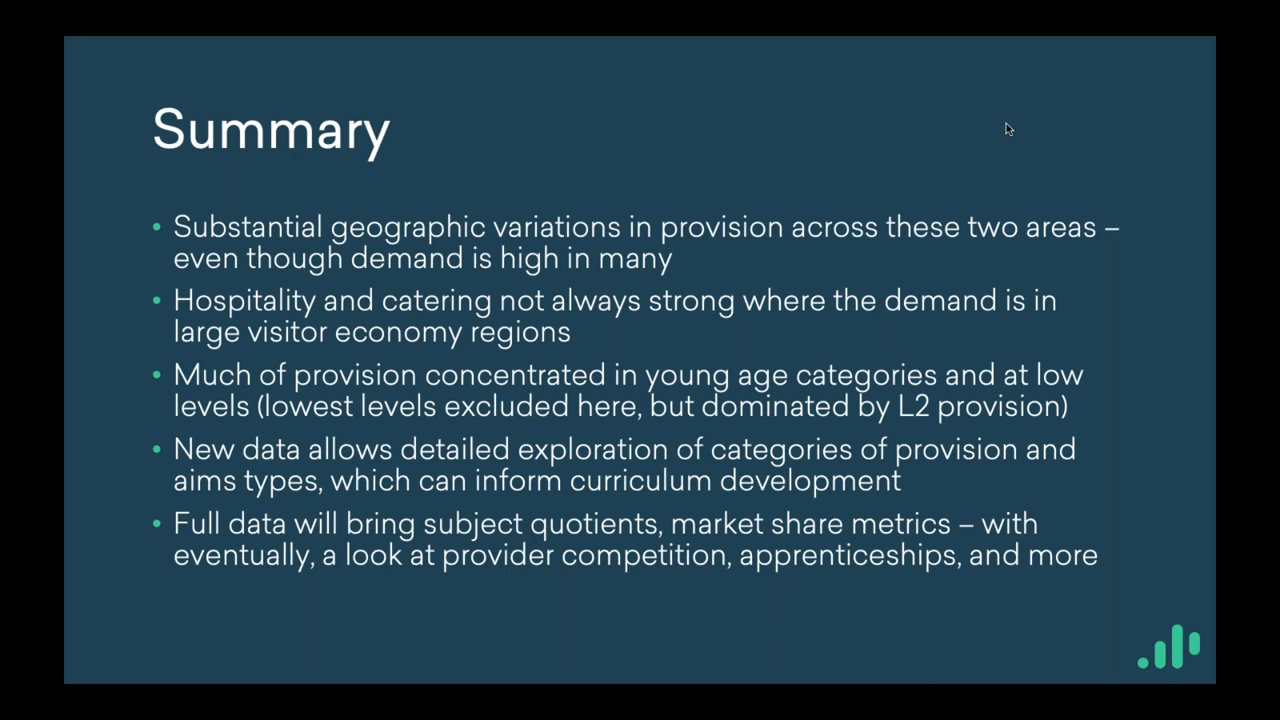 Summary
• Substantial geographic variations in provision across these two areas –
even though demand is high in many
• Hospitality and catering not always strong where the demand is in
large visitor economy regions
• Much of provision concentrated in young age categories and at low
levels (lowest levels excluded here, but dominated by L2 provision)
• New data allows detailed exploration of categories of provision and
aims types, which can inform curriculum development
• Full data will bring subject quotients, market share metrics – with
eventually, a look at provider competition, apprenticeships, and more